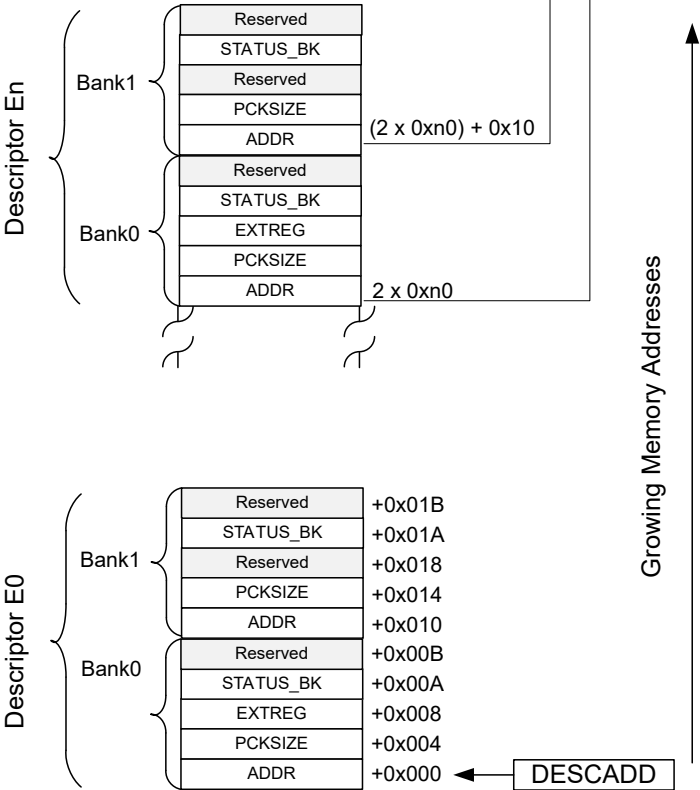 Descriptor En
Bank1
Reserved
STATUS_BK
Reserved
PCKSIZE
ADDR
(2 x 0xn0) + 0x10
Bank0
Reserved
STATUS_BK
EXTREG
PCKSIZE
ADDR
2 x 0xn0
Growing Memory Addresses
Descriptor E0
Bank1
Reserved +0x01B
STATUS_BK +0x01A
Reserved +0x018
PCKSIZE +0x014
ADDR +0x010
Bank0
Reserved +0x00B
STATUS_BK +0x00A
EXTREG +0x008
PCKSIZE +0x004
ADDR +0x000
DESCADD